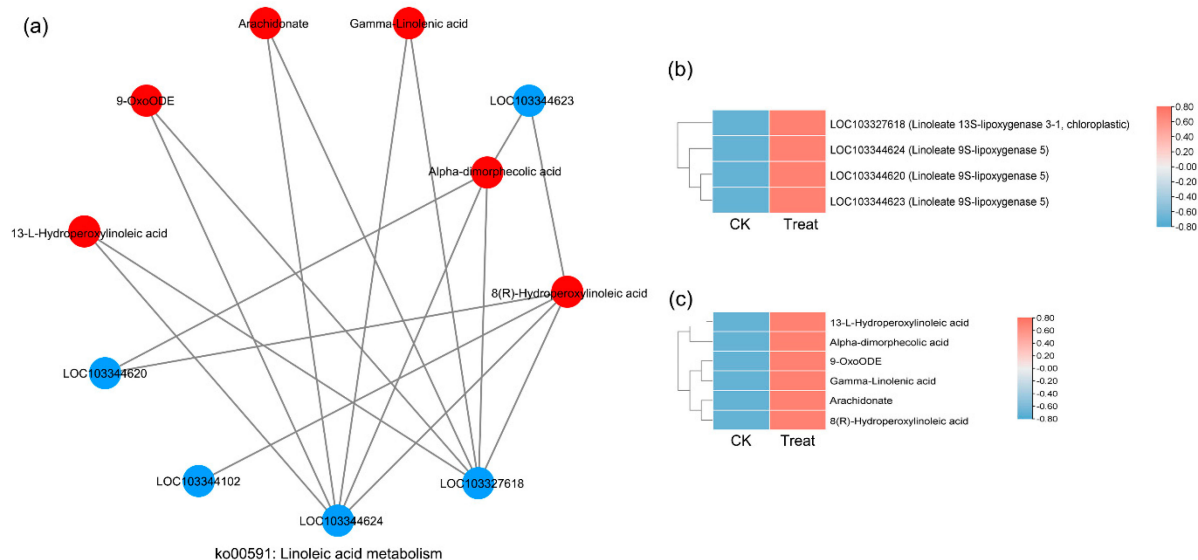 (a)
Arachidonate
Gamma-Linolenic acid
9-OxoODE
LOC103344623
Alpha-dimorphecolic acid
13-L-Hydroperoxylinoleic acid
8(R)-Hydroperoxylinoleic acid
LOC103344620
LOC103344102
LOC103327618
LOC103344624
ko00591: Linoleic acid metabolism
(b)
LOC103327618 (Linoleate 13S-lipoxygenase 3-1, chloroplastic)
LOC103344624 (Linoleate 9S-lipoxygenase 5)
LOC103344620 (Linoleate 9S-lipoxygenase 5)
LOC103344623 (Linoleate 9S-lipoxygenase 5)
CK Treat
0.80
0.60
0.40
0.20
-0.00
-0.20
-0.40
-0.60
-0.80
(c)
13-L-Hydroperoxylinoleic acid
Alpha-dimorphecolic acid
9-OxoODE
Gamma-Linolenic acid
Arachidonate
8(R)-Hydroperoxylinoleic acid
CK Treat
0.80
0.60
0.40
0.20
-0.00
-0.20
-0.40
-0.60
-0.80